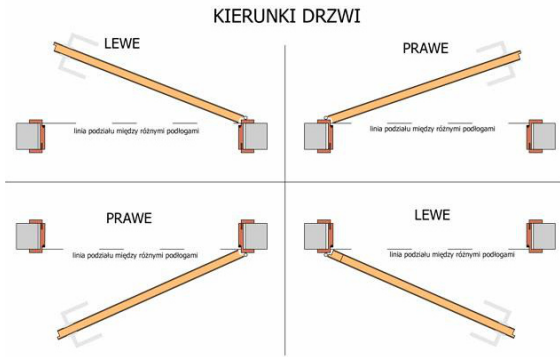 KIERUNKI DRZWI
LEWE
linia podziału między różnymi podłogami
PRAWE
linia podziału między różnymi podłogami
PRAWE
linia podziału między różnymi podłogami
LEWE
linia podziału między różnymi podłogami